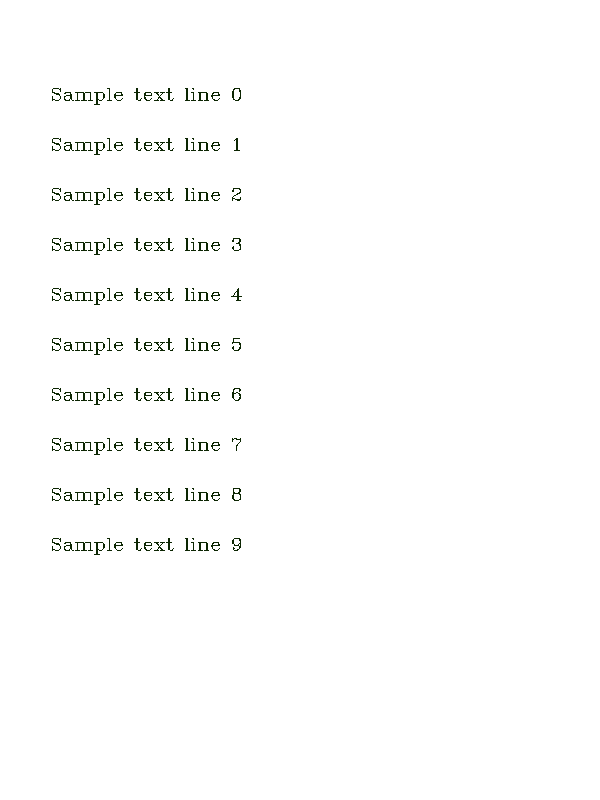 Sample text line 0
Sample text line 1
Sample text line 2
Sample text line 3
Sample text line 4
Sample text line 5
Sample text line 6
Sample text line 7
Sample text line 8
Sample text line 9